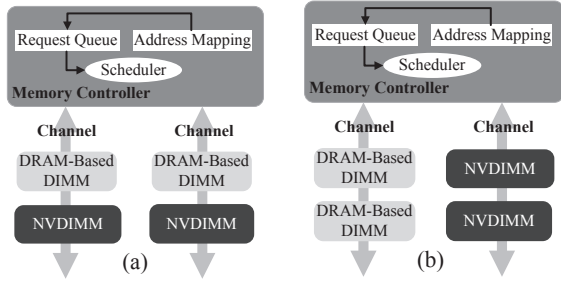 Request Queue Address Mapping
Scheduler
Memory Controller
Channel Channel
DRAM-Based
DIMM
DRAM-Based
DIMM
NVDIMM NVDIMM
(a)
Request Queue Address Mapping
Scheduler
Memory Controller
Channel Channel
DRAM-Based
DIMM
NVDIMM
DRAM-Based
DIMM
NVDIMM
(b)